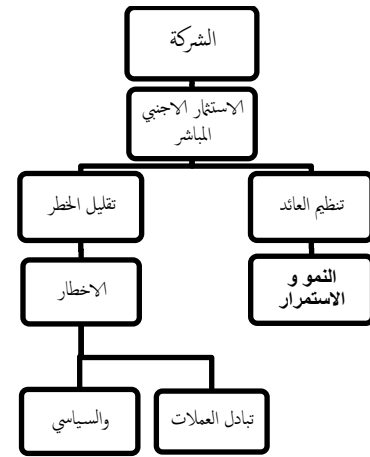 الشركة
الاستثمار الاجنبي
المباشر
تنظيم العائد
تقليل الخطر
النمو و
الاستمرار
الاخطار
تبادل العملات
والسياسي